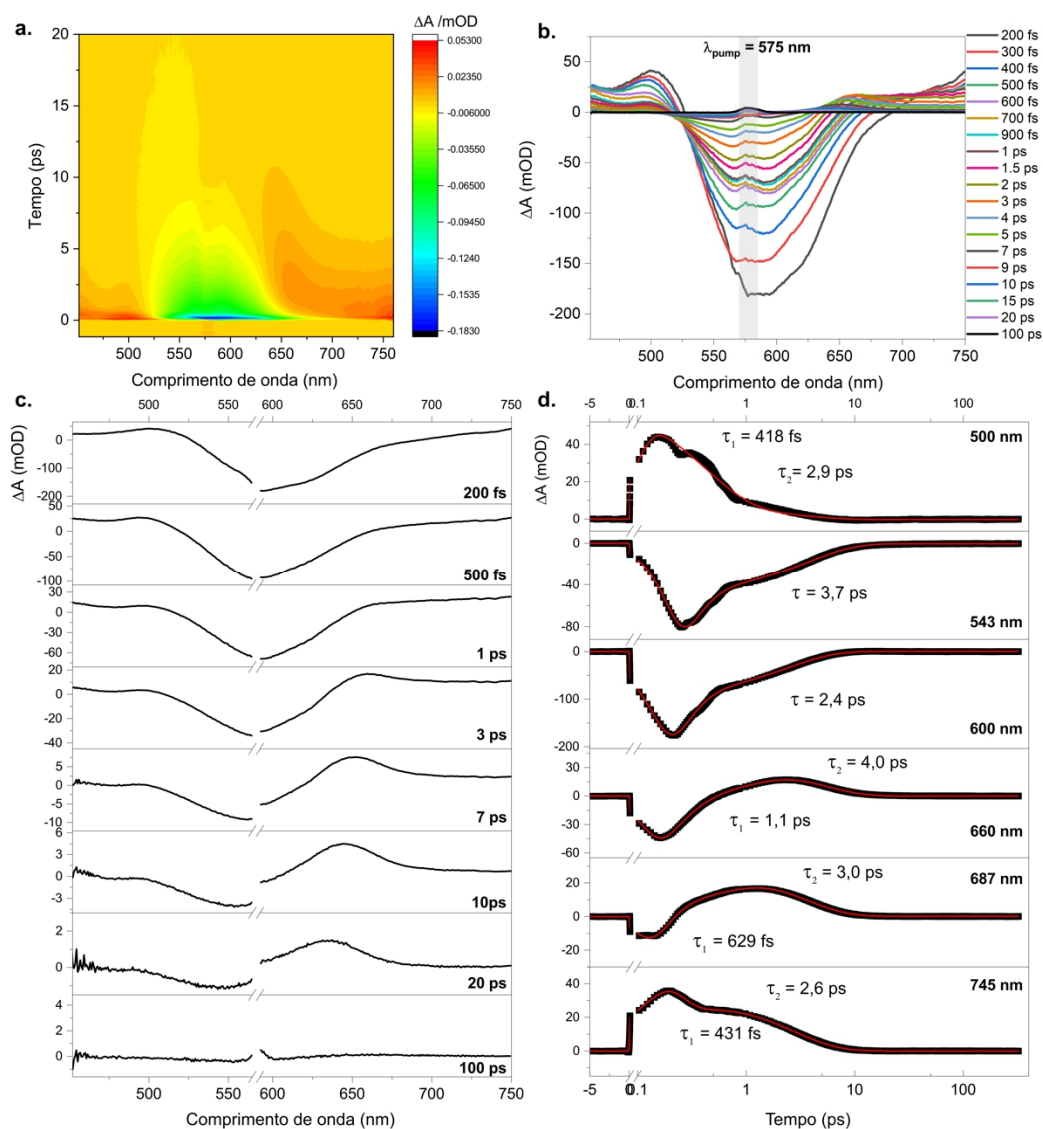 a.
ΔA /mOD
Tempo (ps)
20
15
10
5
0
500 550 600 650 700 750
Comprimento de onda (nm)
0.05300
0.02350
-0.006000
-0.03550
-0.06500
-0.09450
-0.1240
-0.1535
-0.1830
b.
λpump = 575 nm
ΔA (mOD)
50
0
-50
-100
-150
-200
500 550 600 650 700 750
Comprimento de onda (nm)
200 fs
300 fs
400 fs
500 fs
600 fs
700 fs
900 fs
1 ps
1.5 ps
2 ps
3 ps
4 ps
5 ps
7 ps
9 ps
10 ps
15 ps
20 ps
100 ps
c.
500 550 600 650 700 750
ΔA (mOD)
0
-100
-200
200 fs
50
0
-50
-100
500 fs
30
0
-30
-60
1 ps
20
0
-20
-40
3 ps
5
0
-5
-10
7 ps
6
3
0
-3
10ps
2
0
20 ps
4
2
0
100 ps
500 550 600 650 700 750
Comprimento de onda (nm)
d.
-5 0 0.1 1 10 100
ΔA (mOD)
40
20
0
τ1 = 418 fs
τ2= 2,9 ps
500 nm
0
-40
-80
τ = 3,7 ps
543 nm
0
-100
-200
τ = 2,4 ps
600 nm
30
0
-30
-60
τ2 = 4,0 ps
τ1 = 1,1 ps
660 nm
20
0
-20
τ2 = 3,0 ps
τ1 = 629 fs
687 nm
40
20
0
τ2 = 2,6 ps
τ1 = 431 fs
745 nm
-5 0 0.1 1 10 100
Tempo (ps)